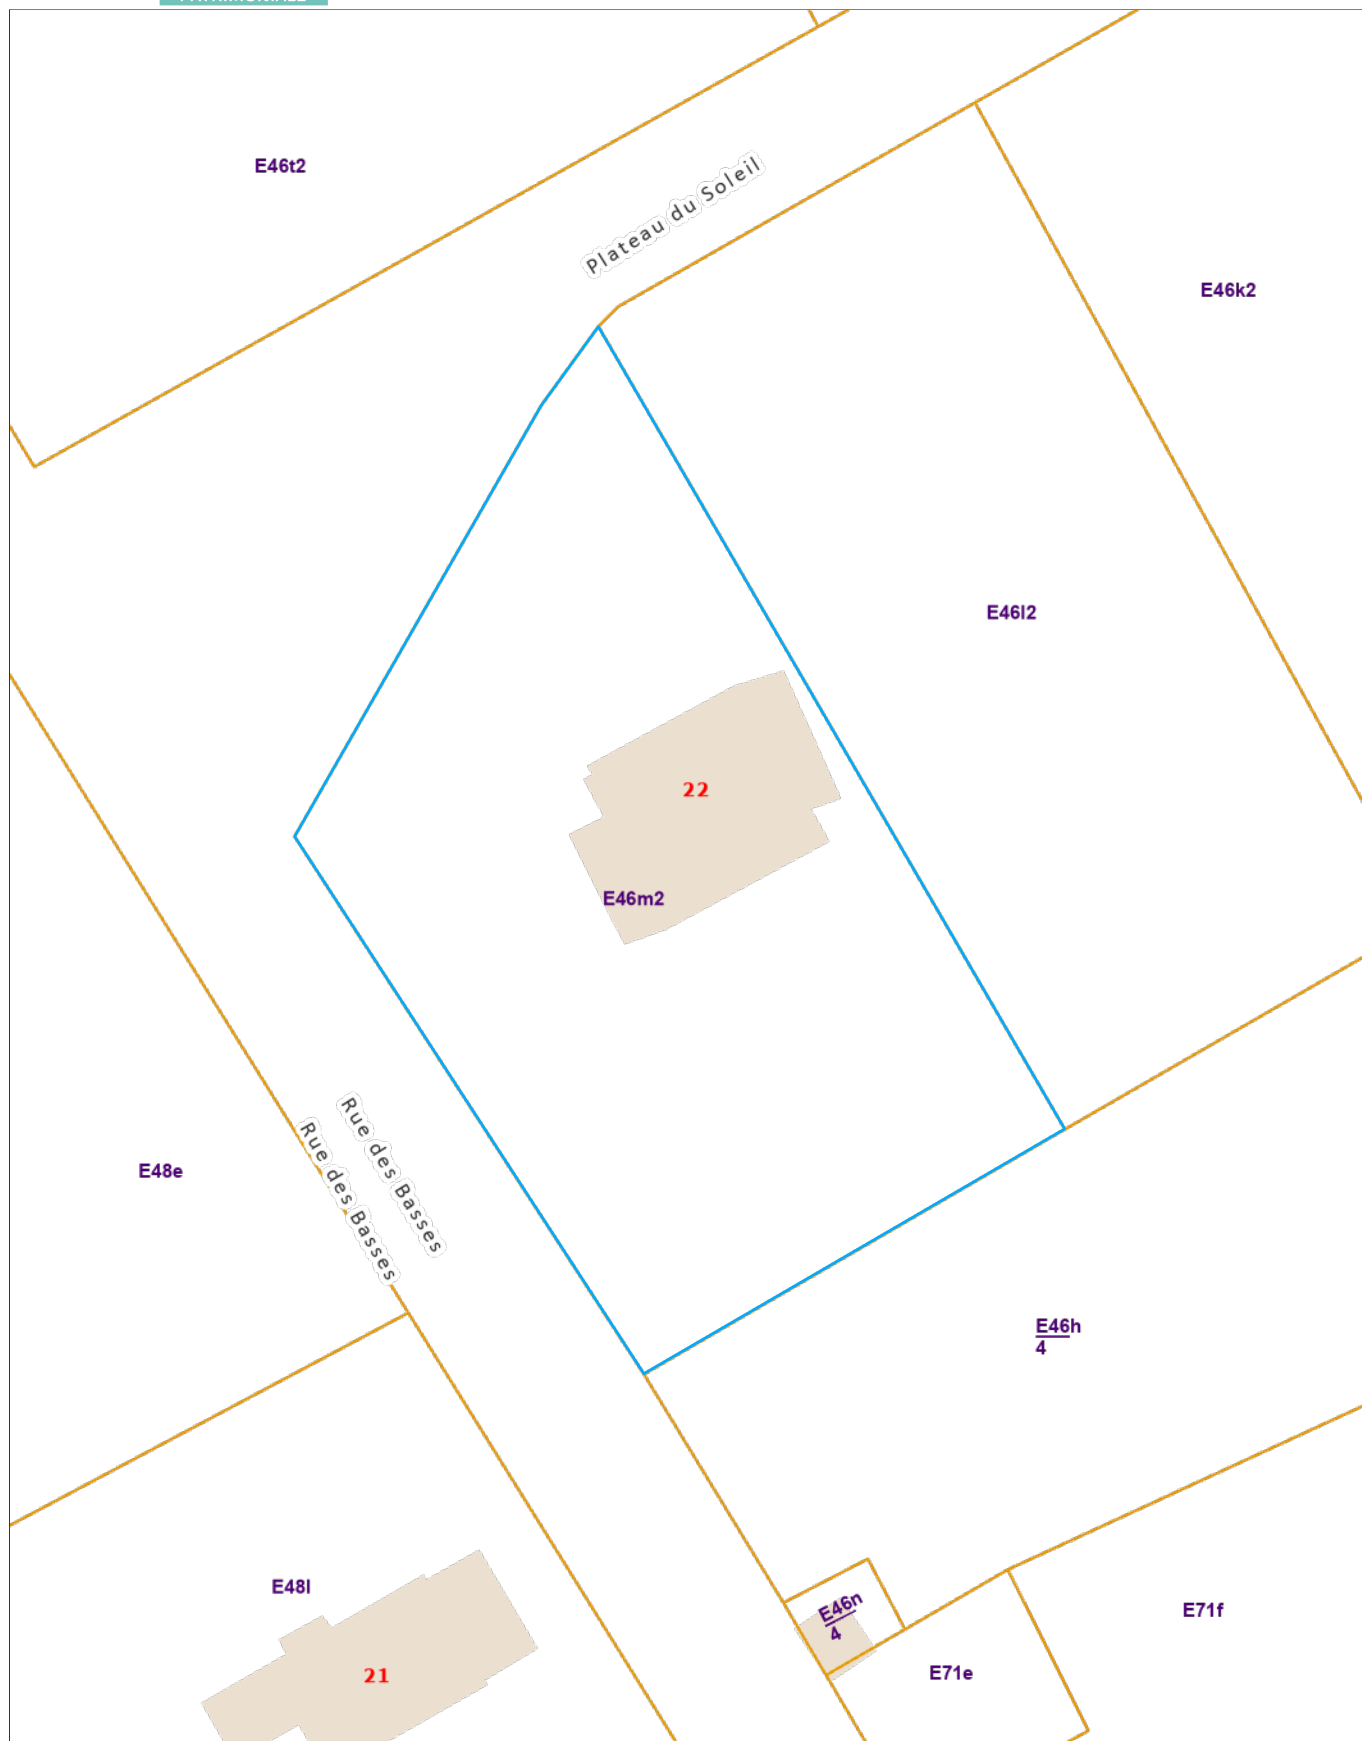 E46t2
Plateau du Soleil
E46k2
E46l2
22
E46m2
Rue des Basses
Rue des Basses
E48e
E46h
4
E48l
E46n
4
E71f
E71e
21